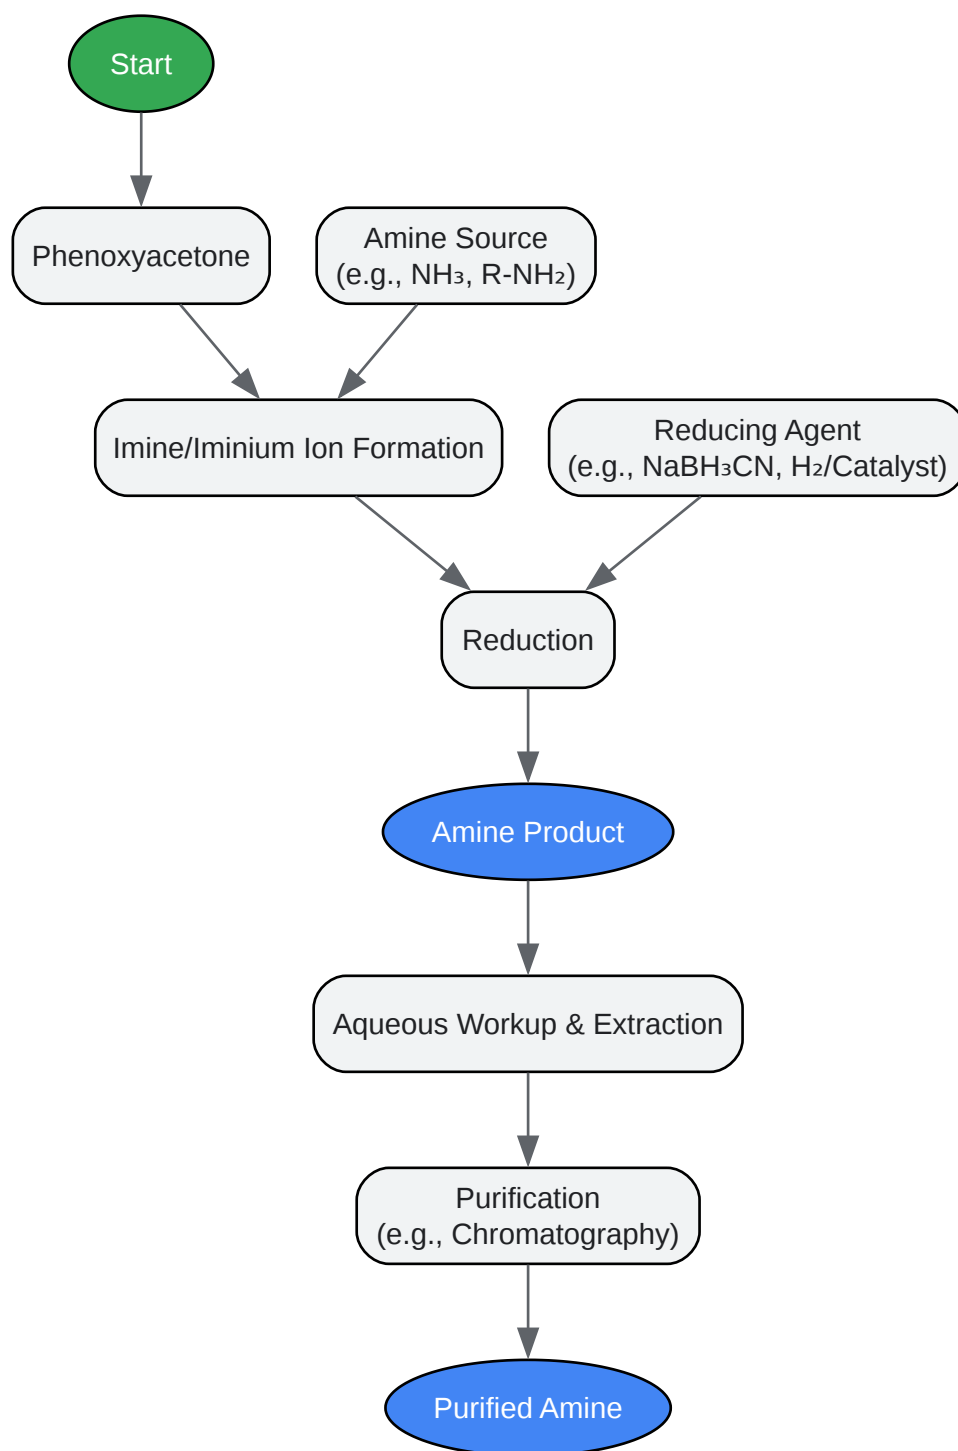 Start
Phenoxyacetone
Amine Source
(e.g., NH₃, R-NH₂)
Imine/Iminium Ion Formation
Reducing Agent
(e.g., NaBH₃CN, H₂/Catalyst)
Reduction
Amine Product
Aqueous Workup & Extraction
Purification
(e.g., Chromatography)
Purified Amine